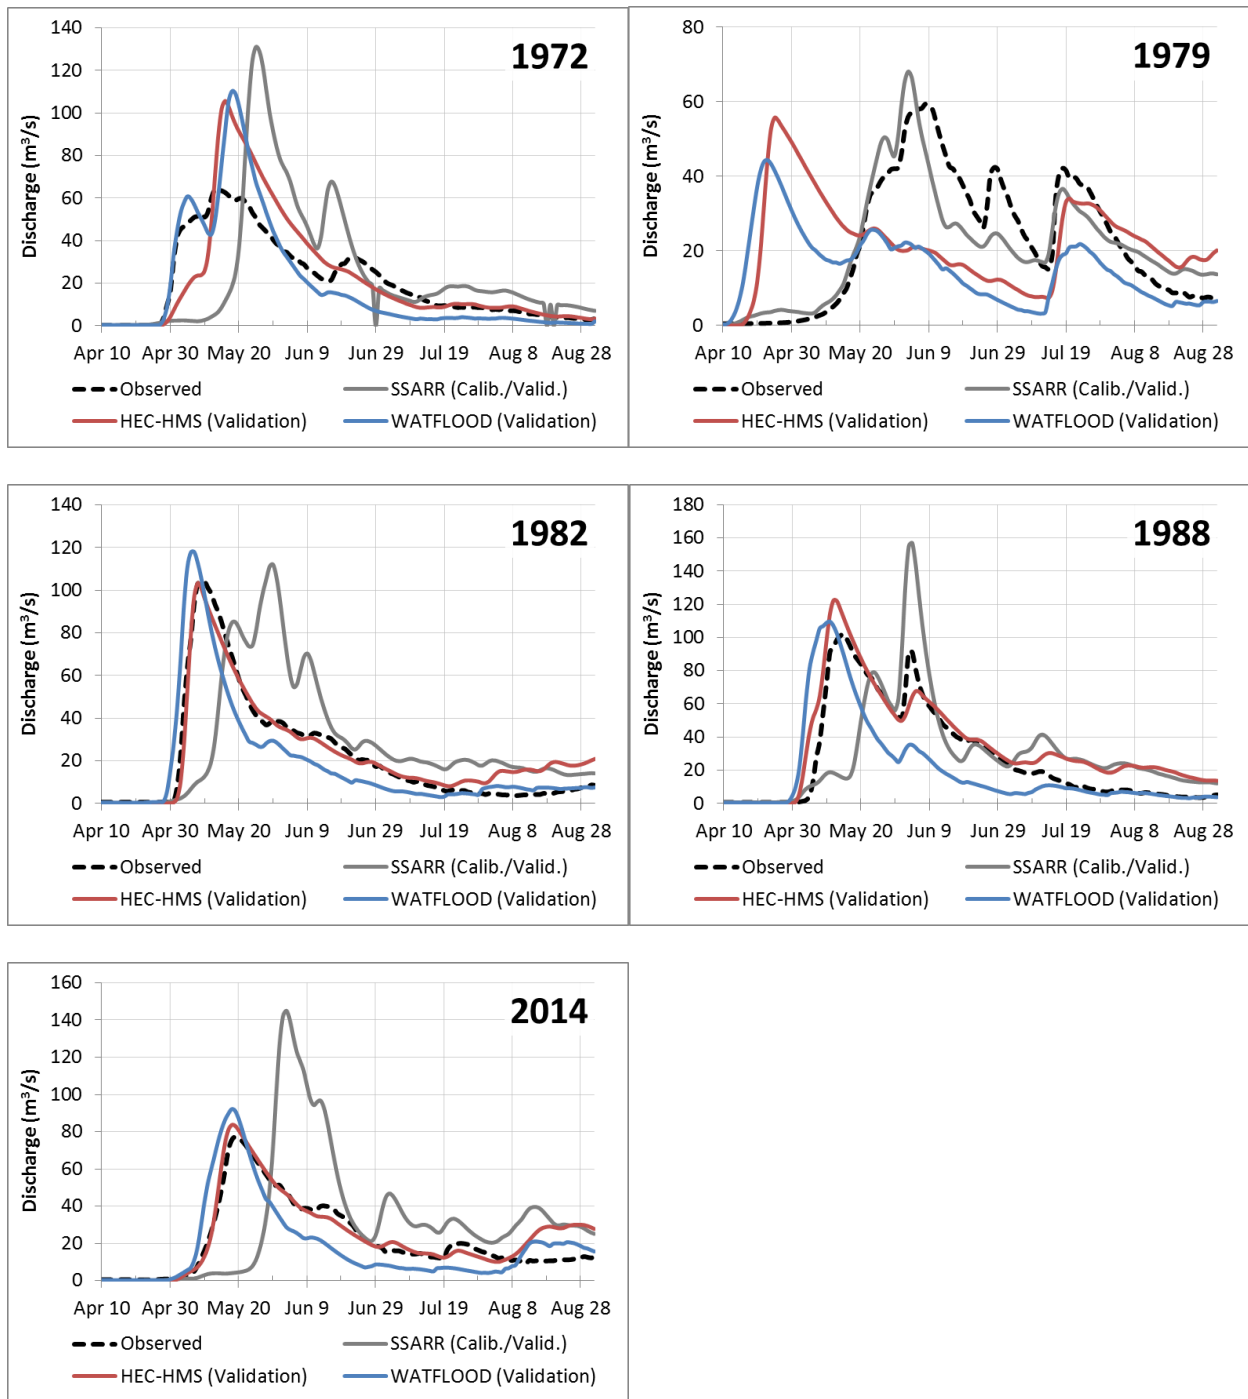 1972
Discharge (m³/s)
140
120
100
80
60
40
20
0
Apr 10 Apr 30 May 20 Jun 9 Jun 29 Jul 19 Aug 8 Aug 28
Observed SSARR (Calib./Valid.)
HEC-HMS (Validation) WATFLOOD (Validation)
1979
Discharge (m³/s)
80
60
40
20
0
Apr 10 Apr 30 May 20 Jun 9 Jun 29 Jul 19 Aug 8 Aug 28
Observed SSARR (Calib./Valid.)
HEC-HMS (Validation) WATFLOOD (Validation)
1982
Discharge (m³/s)
140
120
100
80
60
40
20
0
Apr 10 Apr 30 May 20 Jun 9 Jun 29 Jul 19 Aug 8 Aug 28
Observed SSARR (Calib./Valid.)
HEC-HMS (Validation) WATFLOOD (Validation)
1988
Discharge (m³/s)
180
160
140
120
100
80
60
40
20
0
Apr 10 Apr 30 May 20 Jun 9 Jun 29 Jul 19 Aug 8 Aug 28
Observed SSARR (Calib./Valid.)
HEC-HMS (Validation) WATFLOOD (Validation)
2014
Discharge (m³/s)
160
140
120
100
80
60
40
20
0
Apr 10 Apr 30 May 20 Jun 9 Jun 29 Jul 19 Aug 8 Aug 28
Observed SSARR (Calib./Valid.)
HEC-HMS (Validation) WATFLOOD (Validation)